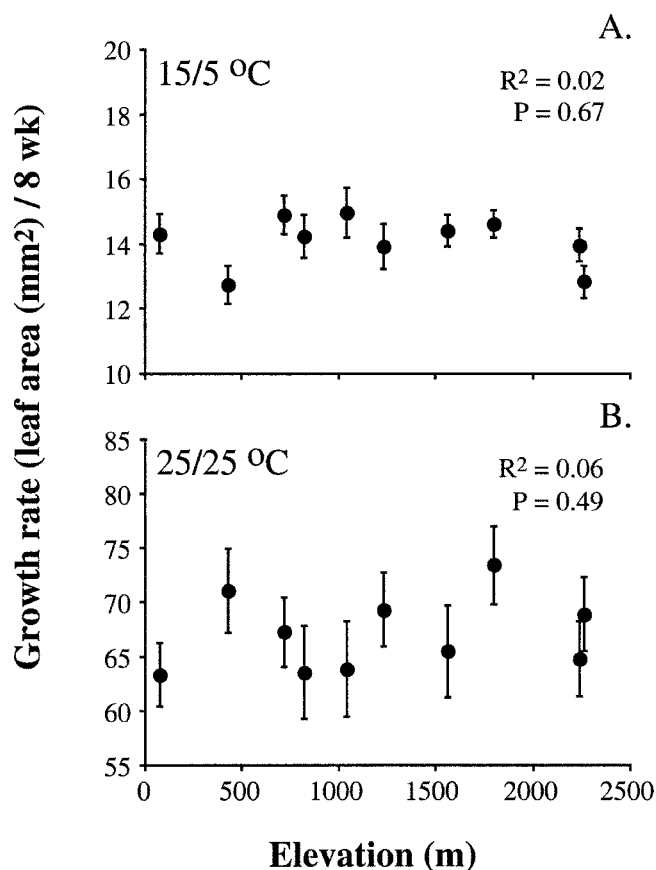 A.
15/5 ºC
R² = 0.02
P = 0.67
20
18
16
14
12
10
Growth rate (leaf area (mm²) / 8 wk
B.
25/25 ºC
R² = 0.06
P = 0.49
85
80
75
70
65
60
55
0 500 1000 1500 2000 2500
Elevation (m)